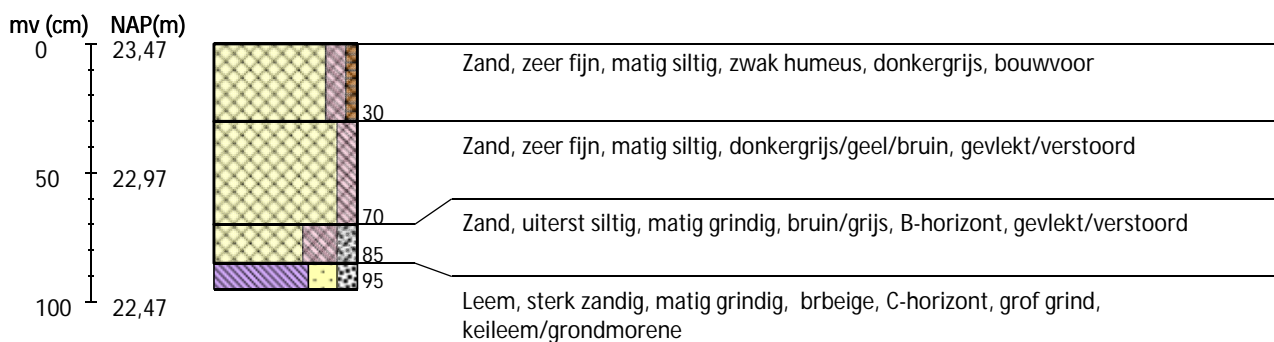 mv (cm) NAP(m)
0 23,47
Zand, zeer fijn, matig siltig, zwak humeus, donkergrijs, bouwvoor
30
Zand, zeer fijn, matig siltig, donkergrijs/geel/bruin, gevlekt/verstoord
50 22,97
70
Zand, uiterst siltig, matig grindig, bruin/grijs, B-horizont, gevlekt/verstoord
85
95
100 22,47
Leem, sterk zandig, matig grindig, brbeige, C-horizont, grof grind,
keileem/grondmorene